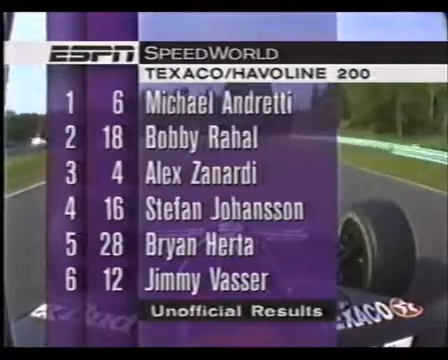 ESPN SPEEDWORLD
TEXACO/HAVOLINE 200
1 6 Michael Andretti
2 18 Bobby Rahal
3 4 Alex Zanardi
4 16 Stefan Johansson
5 28 Bryan Herta
6 12 Jimmy Vasser
Unofficial Results
Bud
TEXACO